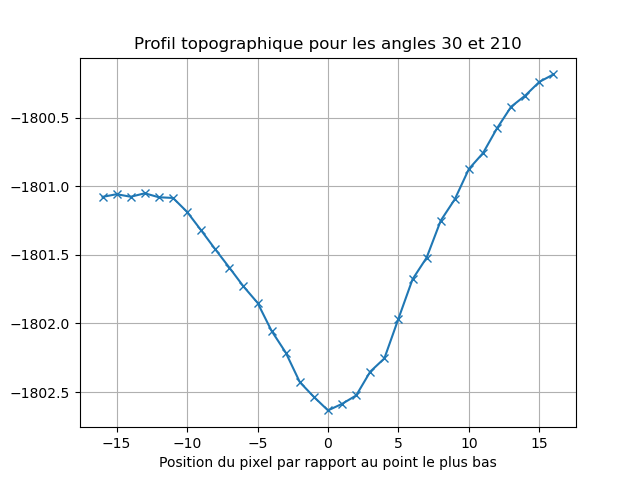 Profil topographique pour les angles 30 et 210
−1800.5
−1801.0
−1801.5
−1802.0
−1802.5
−15 −10 −5 0 5 10 15
Position du pixel par rapport au point le plus bas